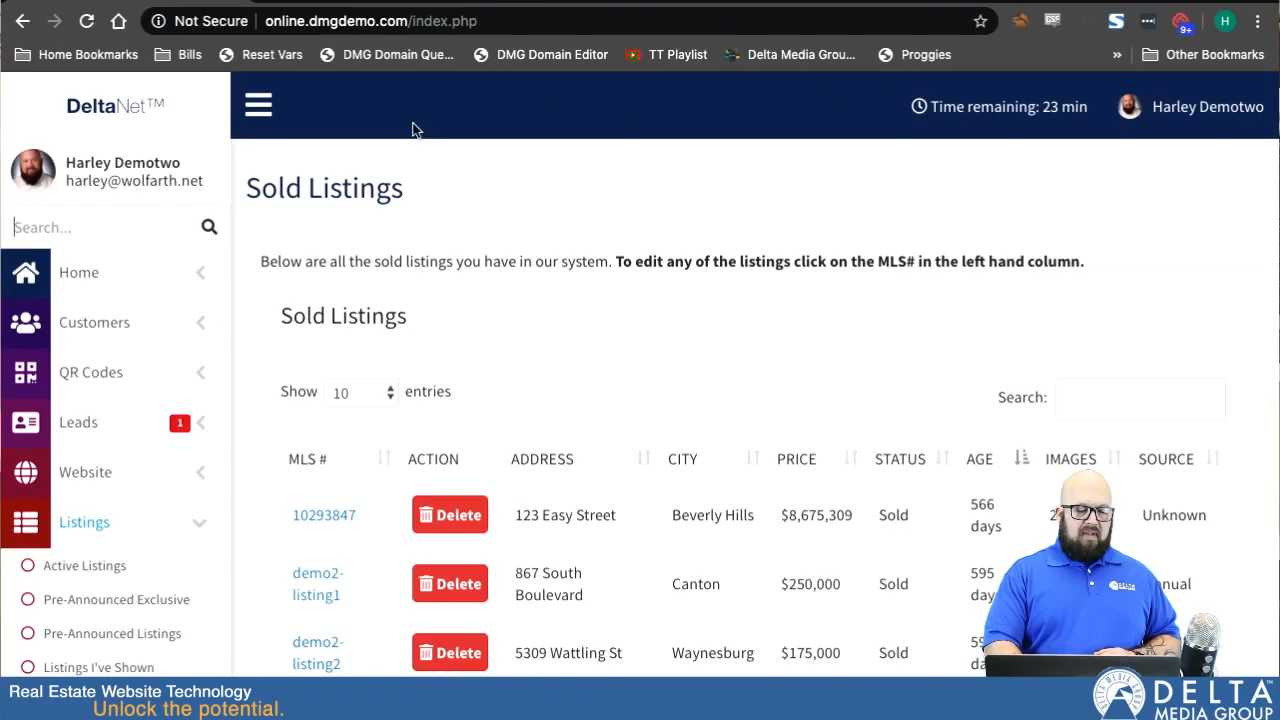 Not Secure online.dmgdemo.com/index.php
9+ H
Home Bookmarks Bills Reset Vars DMG Domain Que... DMG Domain Editor TT Playlist Delta Media Grou... Proggies » Other Bookmarks
DeltaNet™
Time remaining: 23 min Harley Demotwo
Harley Demotwo
harley@wolfarth.net
Search...
Home
Customers
QR Codes
Leads 1
Website
Listings
Active Listings
Pre-Announced Exclusive
Pre-Announced Listings
Listings I've Shown
Sold Listings
Below are all the sold listings you have in our system. To edit any of the listings click on the MLS# in the left hand column.
Sold Listings
Show 10 entries Search:
MLS # ACTION ADDRESS CITY PRICE STATUS AGE IMAGES SOURCE
10293847 Delete 123 Easy Street Beverly Hills $8,675,309 Sold 566 days Unknown
demo2-listing1 Delete 867 South Boulevard Canton $250,000 Sold 595
demo2-listing2 Delete 5309 Wattling St Waynesburg $175,000 Sold
Real Estate Website Technology
Unlock the potential.
DELTA
MEDIA GROUP